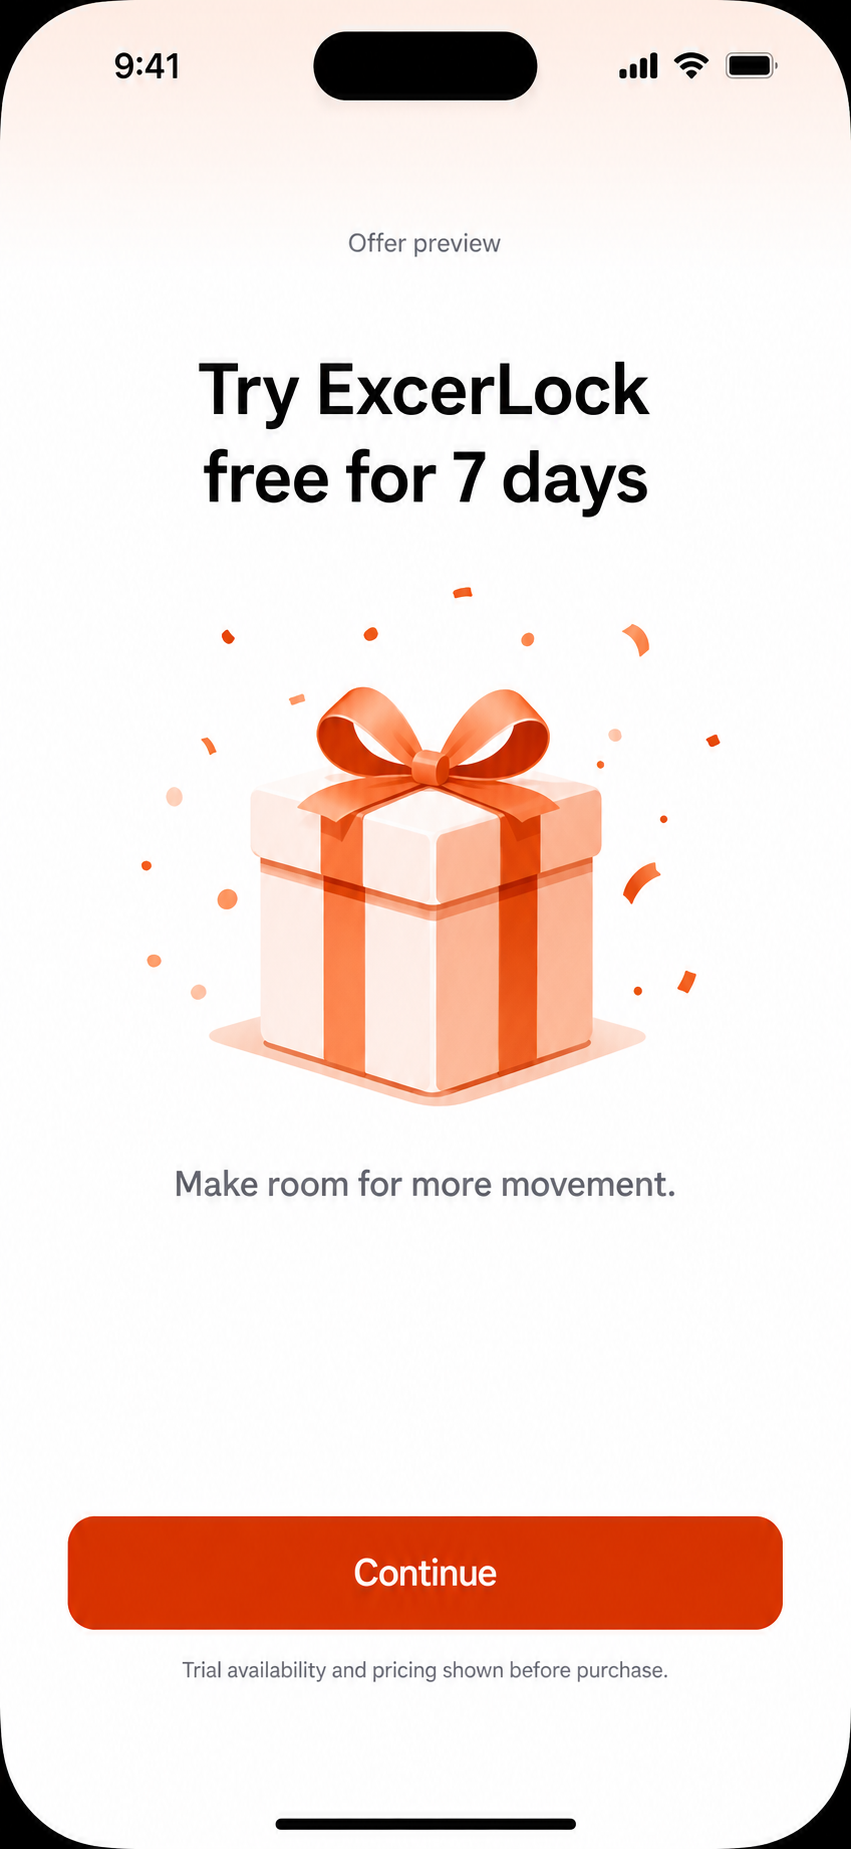 9:41
Offer preview
Try ExcerLock
free for 7 days
Make room for more movement.
Continue
Trial availability and pricing shown before purchase.